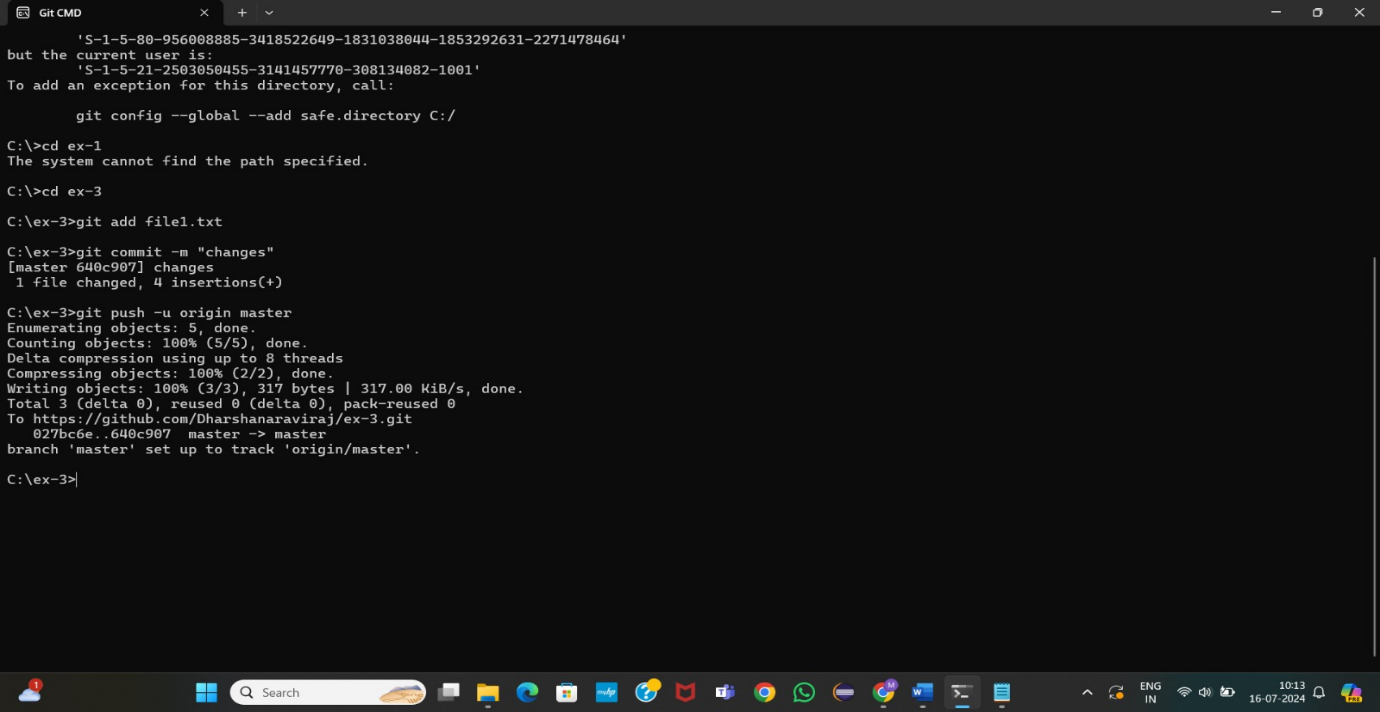 Git CMD
'S-1-5-80-956008885-3418522649-1831038044-1853292631-2271478464'
but the current user is:
'S-1-5-21-2503050455-3141457770-308134082-1001'
To add an exception for this directory, call:
git config --global --add safe.directory C:/
C:\>cd ex-1
The system cannot find the path specified.
C:\>cd ex-3
C:\ex-3>git add file1.txt
C:\ex-3>git commit -m "changes"
[master 640c907] changes
1 file changed, 4 insertions(+)
C:\ex-3>git push -u origin master
Enumerating objects: 5, done.
Counting objects: 100% (5/5), done.
Delta compression using up to 8 threads
Compressing objects: 100% (2/2), done.
Writing objects: 100% (3/3), 317 bytes | 317.00 KiB/s, done.
Total 3 (delta 0), reused 0 (delta 0), pack-reused 0
To https://github.com/Dharshanaraviraj/ex-3.git
027bc6e..640c907  master -> master
branch 'master' set up to track 'origin/master'.
C:\ex-3>
1
Search
M
W
ENG
IN
10:13
16-07-2024
PRE